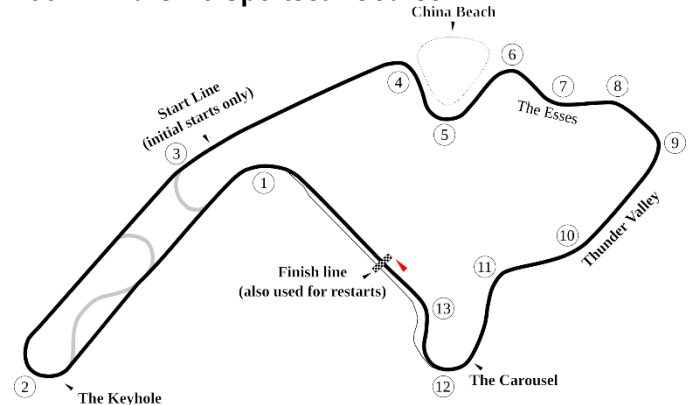 China Beach
Start Line
(initial starts only)
3
4
6
7
8
The Esses
5
9
1
Thunder Valley
10
11
Finish line
(also used for restarts)
13
2
The Keyhole
12
The Carousel